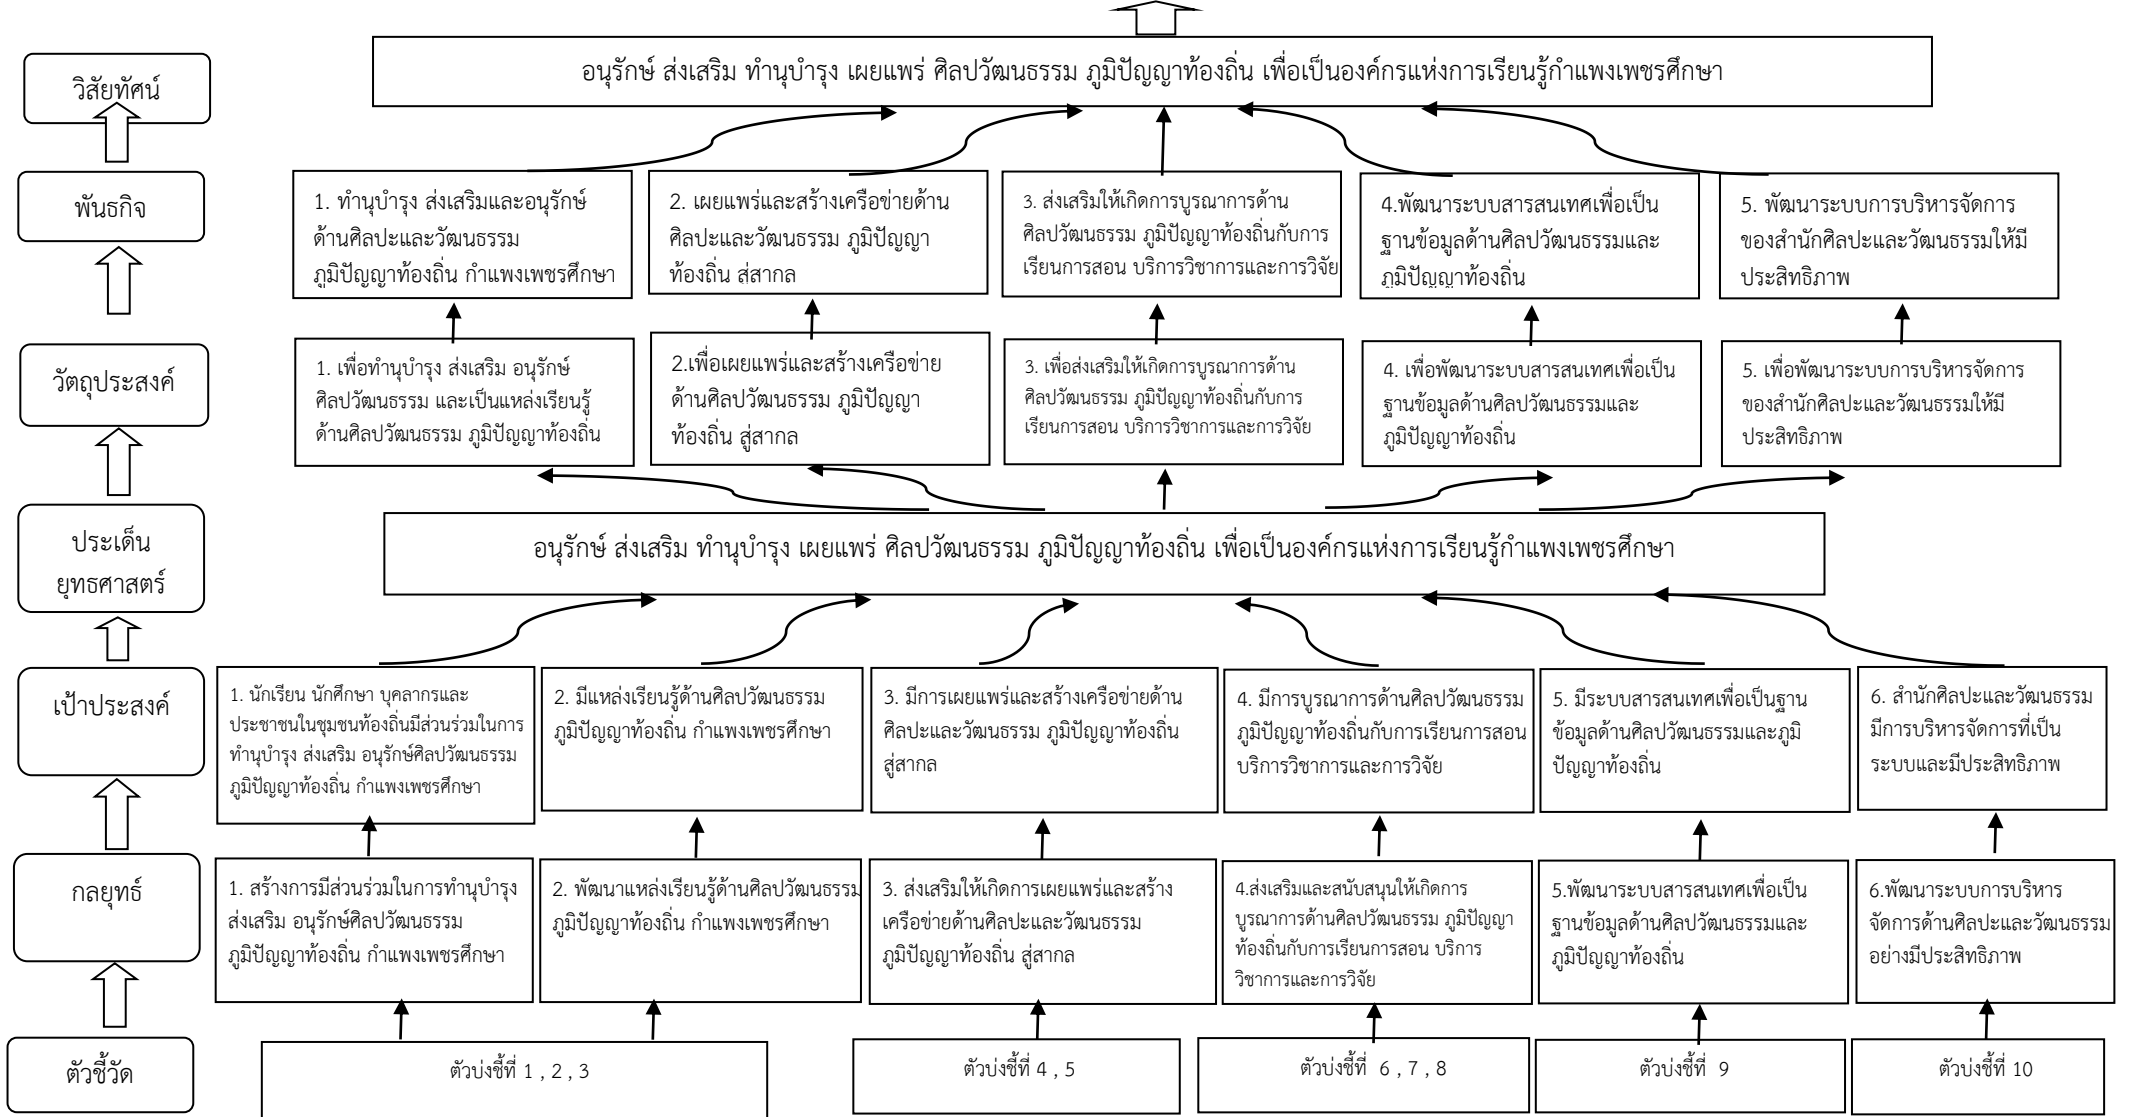 วิสัยทัศน์
อนุรักษ์ ส่งเสริม ทำนุบำรุง เผยแพร่ ศิลปวัฒนธรรม ภูมิปัญญาท้องถิ่น เพื่อเป็นองค์กรแห่งการเรียนรู้กำแพงเพชรศึกษา
พันธกิจ
1. ทำนุบำรุง ส่งเสริมและอนุรักษ์
ด้านศิลปะและวัฒนธรรม
ภูมิปัญญาท้องถิ่น กำแพงเพชรศึกษา
2. เผยแพร่และสร้างเครือข่ายด้าน
ศิลปะและวัฒนธรรม ภูมิปัญญา
ท้องถิ่น สู่สากล
3. ส่งเสริมให้เกิดการบูรณาการด้าน
ศิลปวัฒนธรรม ภูมิปัญญาท้องถิ่นกับการ
เรียนการสอน บริการวิชาการและการวิจัย
4.พัฒนาระบบสารสนเทศเพื่อเป็น
ฐานข้อมูลด้านศิลปวัฒนธรรมและ
ภูมิปัญญาท้องถิ่น
5. พัฒนาระบบการบริหารจัดการ
ของสำนักศิลปะและวัฒนธรรมให้มี
ประสิทธิภาพ
วัตถุประสงค์
1. เพื่อทำนุบำรุง ส่งเสริม อนุรักษ์
ศิลปวัฒนธรรม และเป็นแหล่งเรียนรู้
ด้านศิลปวัฒนธรรม ภูมิปัญญาท้องถิ่น
2.เพื่อเผยแพร่และสร้างเครือข่าย
ด้านศิลปวัฒนธรรม ภูมิปัญญา
ท้องถิ่น สู่สากล
3. เพื่อส่งเสริมให้เกิดการบูรณาการด้าน
ศิลปวัฒนธรรม ภูมิปัญญาท้องถิ่นกับการ
เรียนการสอน บริการวิชาการและการวิจัย
4. เพื่อพัฒนาระบบสารสนเทศเพื่อเป็น
ฐานข้อมูลด้านศิลปวัฒนธรรมและ
ภูมิปัญญาท้องถิ่น
5. เพื่อพัฒนาระบบการบริหารจัดการ
ของสำนักศิลปะและวัฒนธรรมให้มี
ประสิทธิภาพ
ประเด็น
ยุทธศาสตร์
อนุรักษ์ ส่งเสริม ทำนุบำรุง เผยแพร่ ศิลปวัฒนธรรม ภูมิปัญญาท้องถิ่น เพื่อเป็นองค์กรแห่งการเรียนรู้กำแพงเพชรศึกษา
เป้าประสงค์
1. นักเรียน นักศึกษา บุคลากรและ
ประชาชนในชุมชนท้องถิ่นมีส่วนร่วมในการ
ทำนุบำรุง ส่งเสริม อนุรักษ์ศิลปวัฒนธรรม
ภูมิปัญญาท้องถิ่น กำแพงเพชรศึกษา
2. มีแหล่งเรียนรู้ด้านศิลปวัฒนธรรม
ภูมิปัญญาท้องถิ่น กำแพงเพชรศึกษา
3. มีการเผยแพร่และสร้างเครือข่ายด้าน
ศิลปะและวัฒนธรรม ภูมิปัญญาท้องถิ่น
สู่สากล
4. มีการบูรณาการด้านศิลปวัฒนธรรม
ภูมิปัญญาท้องถิ่นกับการเรียนการสอน
บริการวิชาการและการวิจัย
5. มีระบบสารสนเทศเพื่อเป็นฐาน
ข้อมูลด้านศิลปวัฒนธรรมและภูมิ
ปัญญาท้องถิ่น
6. สำนักศิลปะและวัฒนธรรม
มีการบริหารจัดการที่เป็น
ระบบและมีประสิทธิภาพ
กลยุทธ์
1. สร้างการมีส่วนร่วมในการทำนุบำรุง
ส่งเสริม อนุรักษ์ศิลปวัฒนธรรม
ภูมิปัญญาท้องถิ่น กำแพงเพชรศึกษา
2. พัฒนาแหล่งเรียนรู้ด้านศิลปวัฒนธรรม
ภูมิปัญญาท้องถิ่น กำแพงเพชรศึกษา
3. ส่งเสริมให้เกิดการเผยแพร่และสร้าง
เครือข่ายด้านศิลปะและวัฒนธรรม
ภูมิปัญญาท้องถิ่น สู่สากล
4.ส่งเสริมและสนับสนุนให้เกิดการ
บูรณาการด้านศิลปวัฒนธรรม ภูมิปัญญา
ท้องถิ่นกับการเรียนการสอน บริการ
วิชาการและการวิจัย
5.พัฒนาระบบสารสนเทศเพื่อเป็น
ฐานข้อมูลด้านศิลปวัฒนธรรมและ
ภูมิปัญญาท้องถิ่น
6.พัฒนาระบบการบริหาร
จัดการด้านศิลปะและวัฒนธรรม
อย่างมีประสิทธิภาพ
ตัวชี้วัด
ตัวบ่งชี้ที่ 1 , 2 , 3
ตัวบ่งชี้ที่ 4 , 5
ตัวบ่งชี้ที่ 6 , 7 , 8
ตัวบ่งชี้ที่ 9
ตัวบ่งชี้ที่ 10